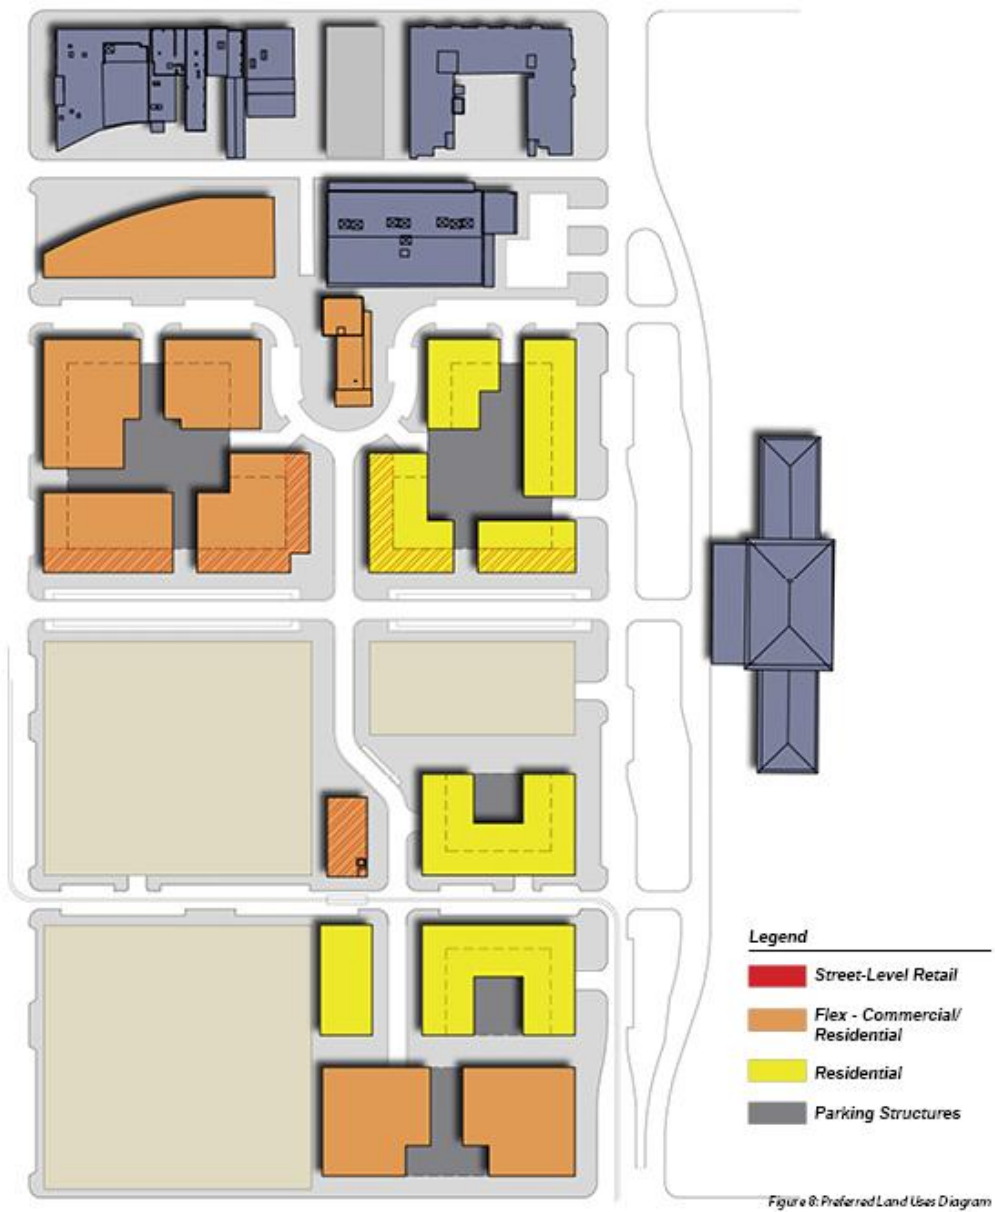 Legend
Street-Level Retail
Flex - Commercial/
Residential
Residential
Parking Structures
Figure 8: Preferred Land Uses Diagram